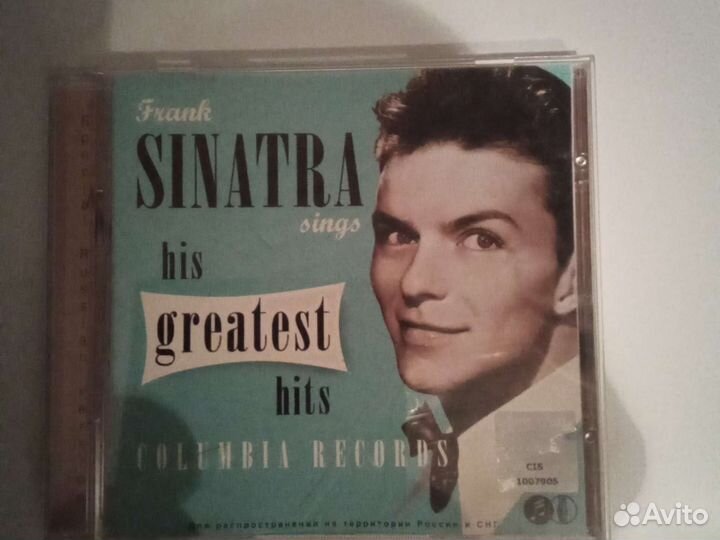 Frank
SINATRA
sings
his
greatest
hits
COLUMBIA RECORDS
CIS
1007905
Для распространения на территории России и СНГ
Avito